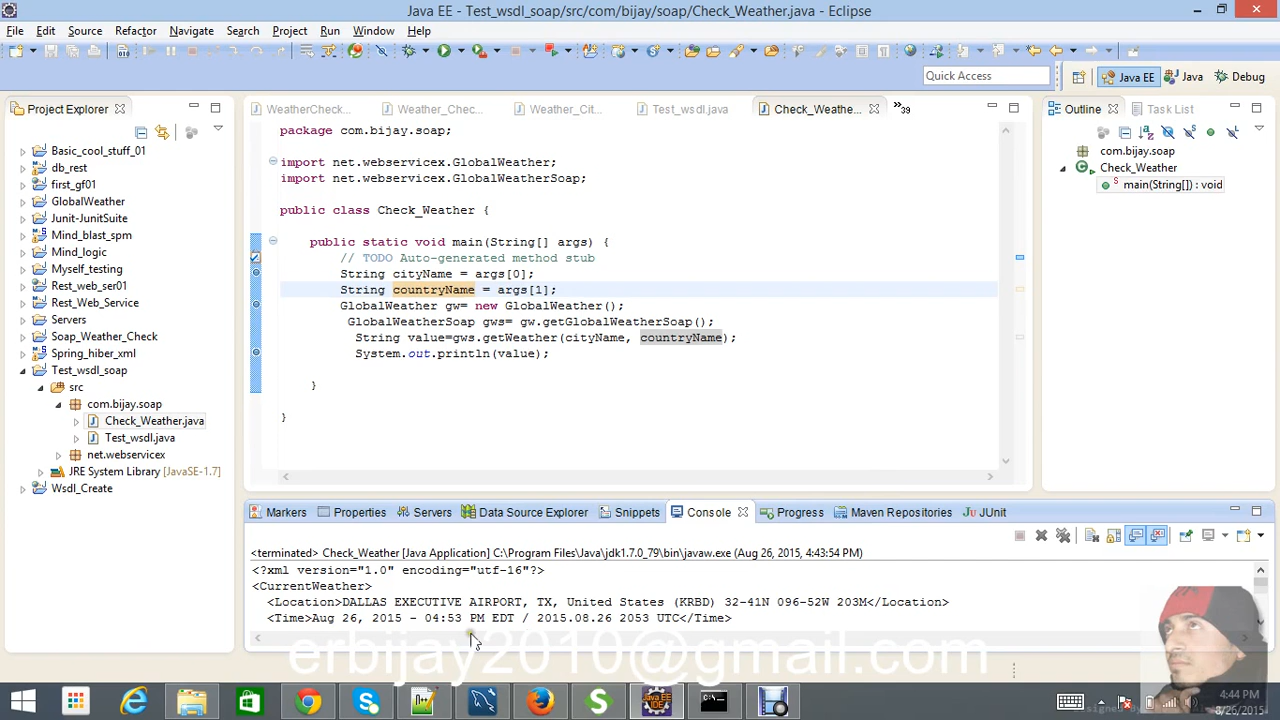 Java EE - Test_wsdl_soap/src/com/bijay/soap/Check_Weather.java - Eclipse
File Edit Source Refactor Navigate Search Project Run Window Help
Quick Access
Java EE
Java
Debug
Project Explorer
WeatherCheck...
Weather_Chec...
Weather_Cit...
Test_wsdl.java
Check_Weathe...
»39
Outline
Task List
Basic_cool_stuff_01
db_rest
first_gf01
GlobalWeather
Junit-JunitSuite
Mind_blast_spm
Mind_logic
Myself_testing
Rest_web_ser01
Rest_Web_Service
Servers
Soap_Weather_Check
Spring_hiber_xml
Test_wsdl_soap
src
com.bijay.soap
Check_Weather.java
Test_wsdl.java
net.webservicex
JRE System Library [JavaSE-1.7]
Wsdl_Create
package com.bijay.soap;
import net.webservicex.GlobalWeather;
import net.webservicex.GlobalWeatherSoap;
public class Check_Weather {
public static void main(String[] args) {
// TODO Auto-generated method stub
String cityName = args[0];
String countryName = args[1];
GlobalWeather gw= new GlobalWeather();
GlobalWeatherSoap gws= gw.getGlobalWeatherSoap();
String value=gws.getWeather(cityName, countryName);
System.out.println(value);
}
}
com.bijay.soap
Check_Weather
main(String[]) : void
Markers
Properties
Servers
Data Source Explorer
Snippets
Console
Progress
Maven Repositories
JUnit
<terminated> Check_Weather [Java Application] C:\Program Files\Java\jdk1.7.0_79\bin\javaw.exe (Aug 26, 2015, 4:43:54 PM)
<?xml version="1.0" encoding="utf-16"?>
<CurrentWeather>
<Location>DALLAS EXECUTIVE AIRPORT, TX, United States (KRBD) 32-41N 096-52W 203M</Location>
<Time>Aug 26, 2015 - 04:53 PM EDT / 2015.08.26 2053 UTC</Time>
erbijay2010@gmail.com
4:44 PM
8/26/2015